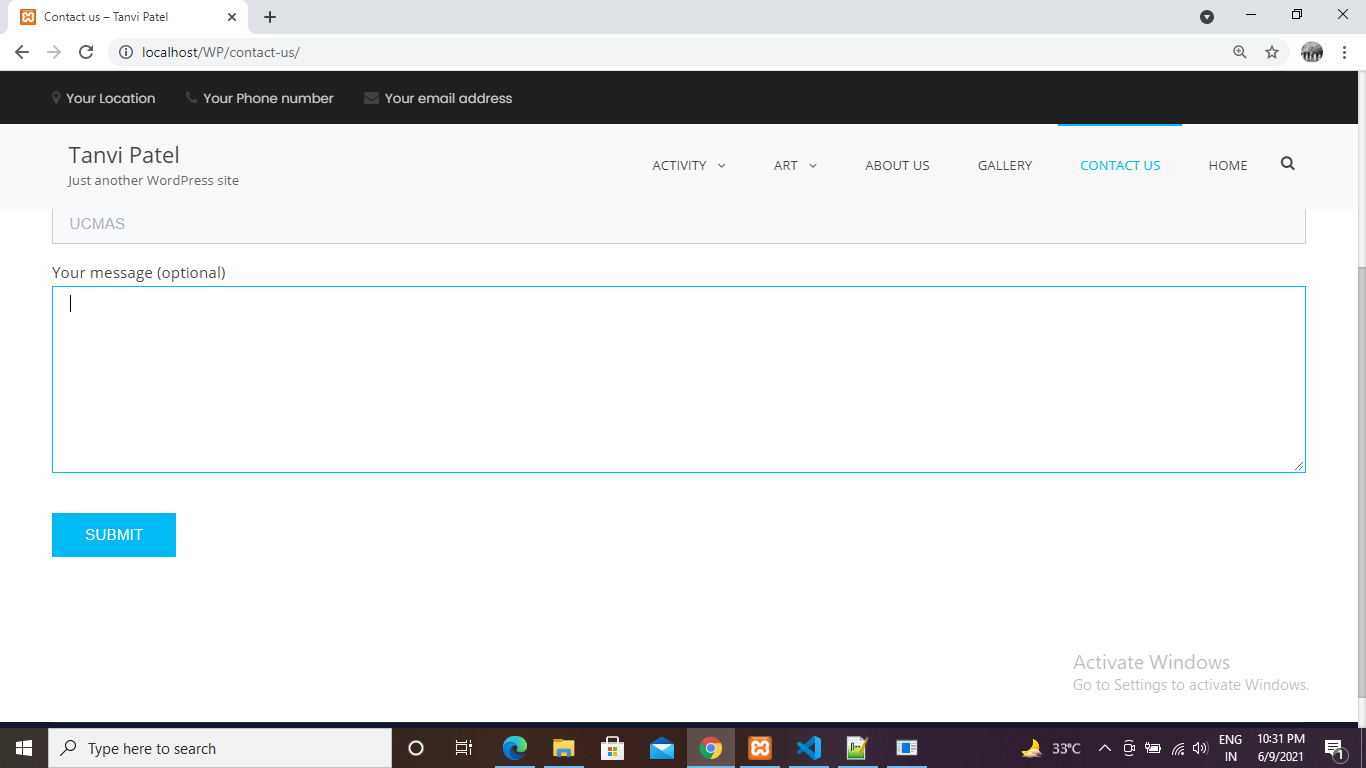 Contact us – Tanvi Patel
localhost/WP/contact-us/
Your Location Your Phone number Your email address
Tanvi Patel
Just another WordPress site
ACTIVITY ART ABOUT US GALLERY CONTACT US HOME
UCMAS
Your message (optional)
SUBMIT
Activate Windows
Go to Settings to activate Windows.
Type here to search
33°C
ENG
IN
10:31 PM
6/9/2021
1